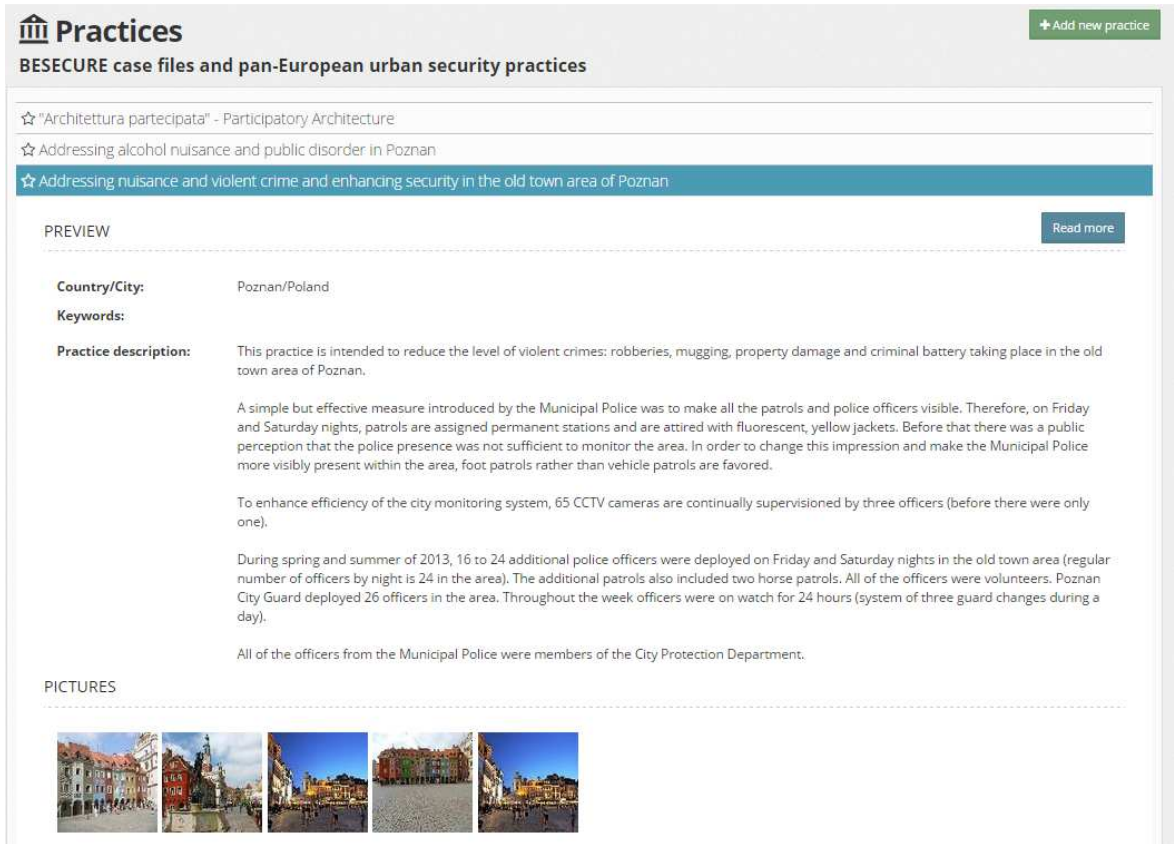 Practices
+ Add new practice
BESECURE case files and pan-European urban security practices
"Architettura partecipata" - Participatory Architecture
Addressing alcohol nuisance and public disorder in Poznan
Addressing nuisance and violent crime and enhancing security in the old town area of Poznan
PREVIEW
Read more
Country/City: Poznan/Poland
Keywords:
Practice description: This practice is intended to reduce the level of violent crimes: robberies, mugging, property damage and criminal battery taking place in the old
town area of Poznan.
A simple but effective measure introduced by the Municipal Police was to make all the patrols and police officers visible. Therefore, on Friday
and Saturday nights, patrols are assigned permanent stations and are attired with fluorescent, yellow jackets. Before that there was a public
perception that the police presence was not sufficient to monitor the area. In order to change this impression and make the Municipal Police
more visibly present within the area, foot patrols rather than vehicle patrols are favored.
To enhance efficiency of the city monitoring system, 65 CCTV cameras are continually supervisioned by three officers (before there were only
one).
During spring and summer of 2013, 16 to 24 additional police officers were deployed on Friday and Saturday nights in the old town area (regular
number of officers by night is 24 in the area). The additional patrols also included two horse patrols. All of the officers were volunteers. Poznan
City Guard deployed 26 officers in the area. Throughout the week officers were on watch for 24 hours (system of three guard changes during a
day).
All of the officers from the Municipal Police were members of the City Protection Department.
PICTURES